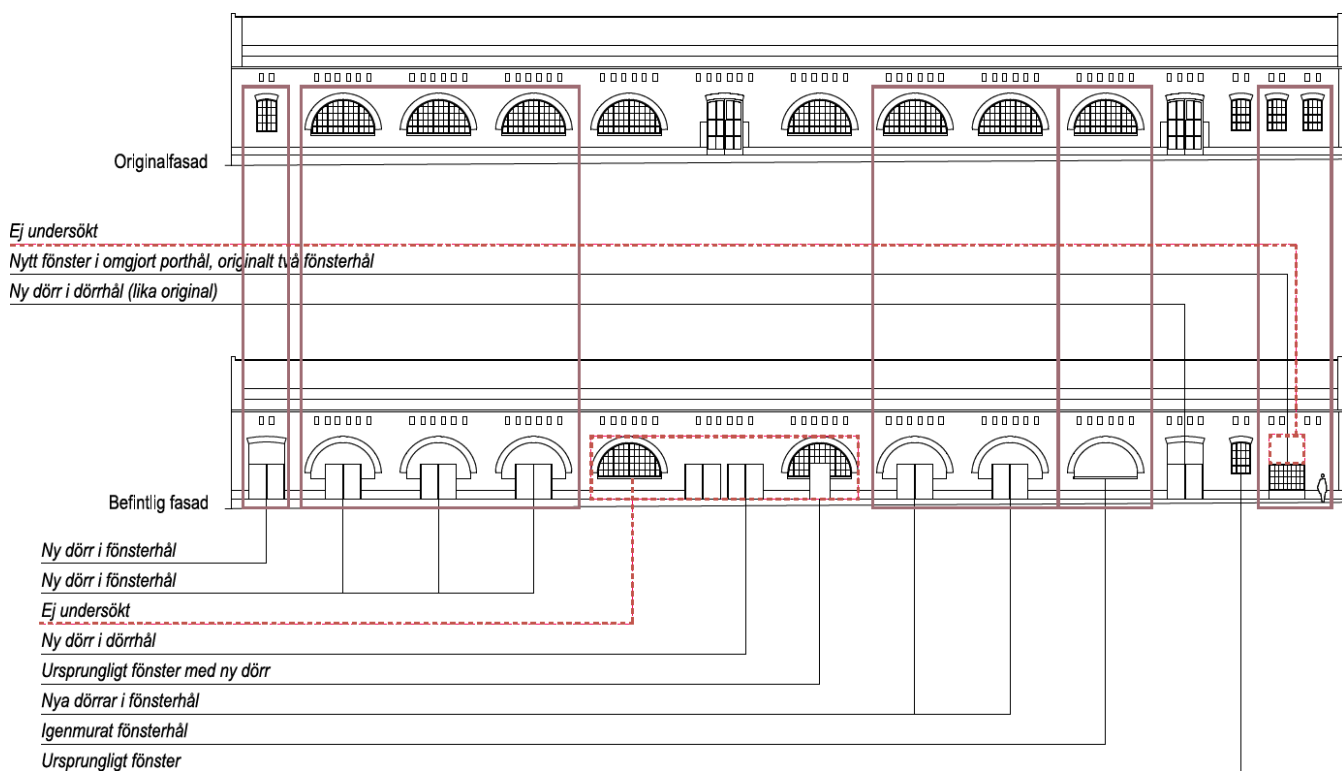 Originalfasad
Ej undersökt
Nytt fönster i omgjort porthål, originalt två fönsterhål
Ny dörr i dörrhål (lika original)
Befintlig fasad
Ny dörr i fönsterhål
Ny dörr i fönsterhål
Ej undersökt
Ny dörr i dörrhål
Ursprungligt fönster med ny dörr
Nya dörrar i fönsterhål
Igenmurat fönsterhål
Ursprungligt fönster